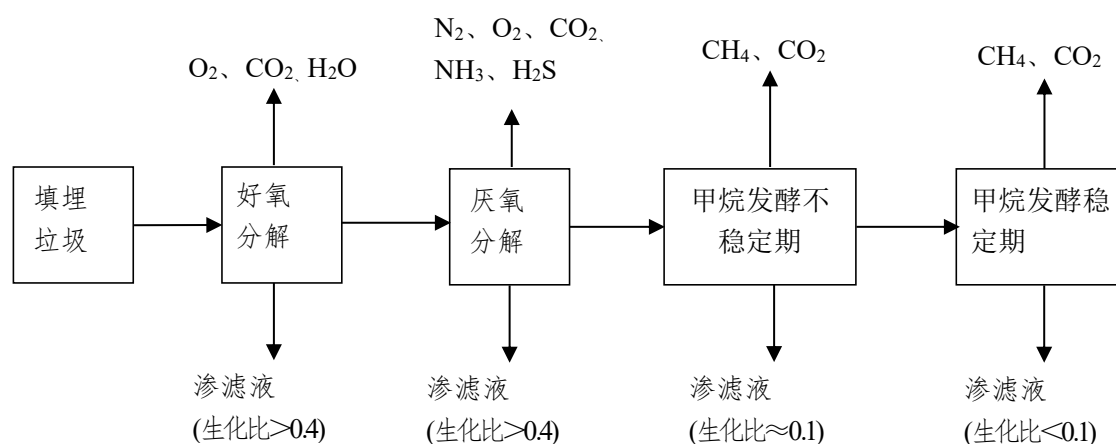 O₂、CO₂、H₂O
N₂、O₂、CO₂、
NH₃、H₂S
CH₄、CO₂
CH₄、CO₂
填埋
垃圾
好氧
分解
厌氧
分解
甲烷发酵不
稳定期
甲烷发酵稳
定期
渗滤液
(生化比>0.4)
渗滤液
(生化比>0.4)
渗滤液
(生化比≈0.1)
渗滤液
(生化比<0.1)